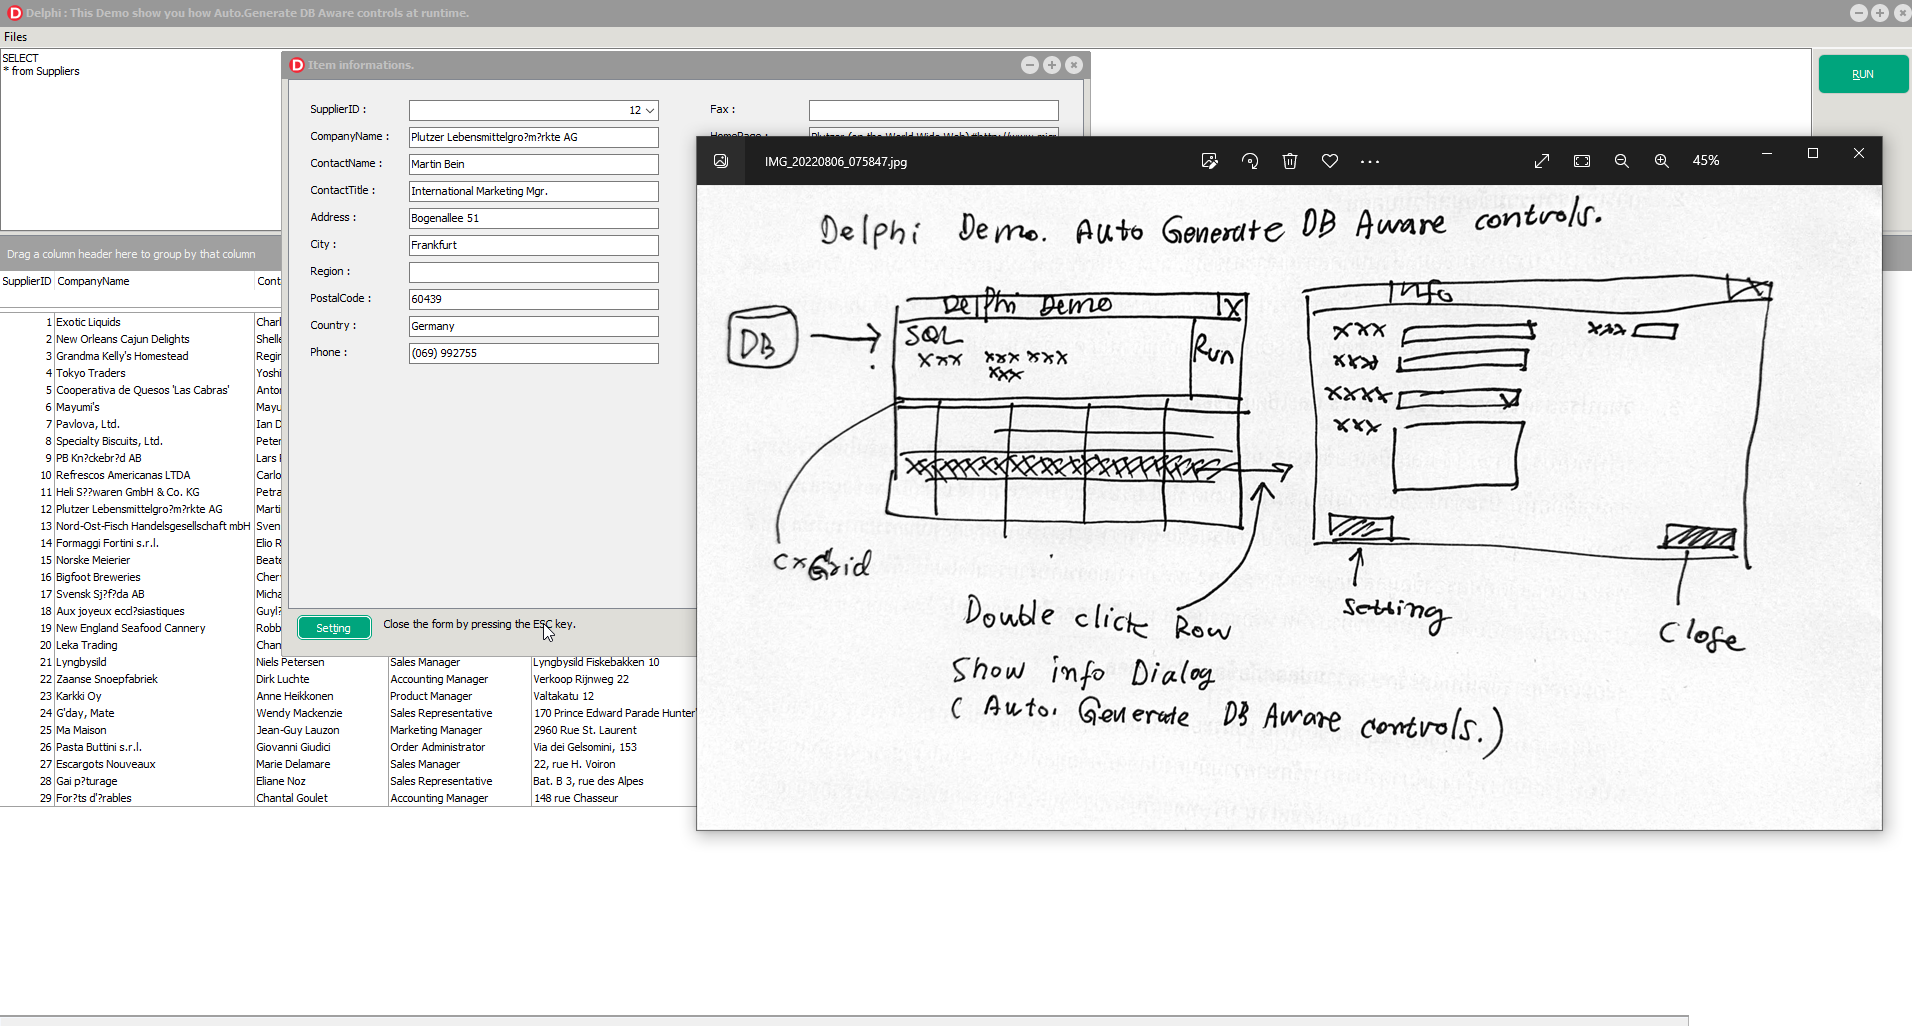 Delphi : This Demo show you how Auto.Generate DB Aware controls at runtime.
Files
SELECT
* from Suppliers
RUN
Item informations.
SupplierID :
12
CompanyName :
Plutzer Lebensmittelgro?m?rkte AG
ContactName :
Martin Bein
ContactTitle :
International Marketing Mgr.
Address :
Bogenallee 51
City :
Frankfurt
Region :
PostalCode :
60439
Country :
Germany
Phone :
(069) 992755
Fax :
HomePage :
Setting
Close the form by pressing the ESC key.
Drag a column header here to group by that column
SupplierID CompanyName Cont
1 Exotic Liquids Charl
2 New Orleans Cajun Delights Shelle
3 Grandma Kelly's Homestead Regin
4 Tokyo Traders Yoshi
5 Cooperativa de Quesos 'Las Cabras' Anton
6 Mayumi's Mayu
7 Pavlova, Ltd. Ian D
8 Specialty Biscuits, Ltd. Peter
9 PB Kn?ckebr?d AB Lars
10 Refrescos Americanas LTDA Carlo
11 Heli S??waren GmbH & Co. KG Petra
12 Plutzer Lebensmittelgro?m?rkte AG Marti
13 Nord-Ost-Fisch Handelsgesellschaft mbH Sven
14 Formaggi Fortini s.r.l. Elio R
15 Norske Meierier Beate
16 Bigfoot Breweries Cher
17 Svensk Sj?f?da AB Micha
18 Aux joyeux eccl?siastiques Guyl?
19 New England Seafood Cannery Robb
20 Leka Trading Chan
21 Lyngbysild Niels Petersen Sales Manager Lyngbysild Fiskebakken 10
22 Zaanse Snoepfabriek Dirk Luchte Accounting Manager Verkoop Rijnweg 22
23 Karkki Oy Anne Heikkonen Product Manager Valtakatu 12
24 G'day, Mate Wendy Mackenzie Sales Representative 170 Prince Edward Parade Hunter'
25 Ma Maison Jean-Guy Lauzon Marketing Manager 2960 Rue St. Laurent
26 Pasta Buttini s.r.l. Giovanni Giudici Order Administrator Via dei Gelsomini, 153
27 Escargots Nouveaux Marie Delamare Sales Manager 22, rue H. Voiron
28 Gai p?turage Eliane Noz Sales Representative Bat. B 3, rue des Alpes
29 For?ts d'?rables Chantal Goulet Accounting Manager 148 rue Chasseur
IMG_20220806_075847.jpg
45%
Delphi Demo. Auto Generate DB Aware controls.
DB
Delphi Demo X
SQL
xxx xxx xxx
xxx
Run
cxGrid
Info X
xxx
xxx
xxx
xxxx
xxx
Setting
Close
Double click Row
Show info Dialog
( Auto. Generate DB Aware controls.)